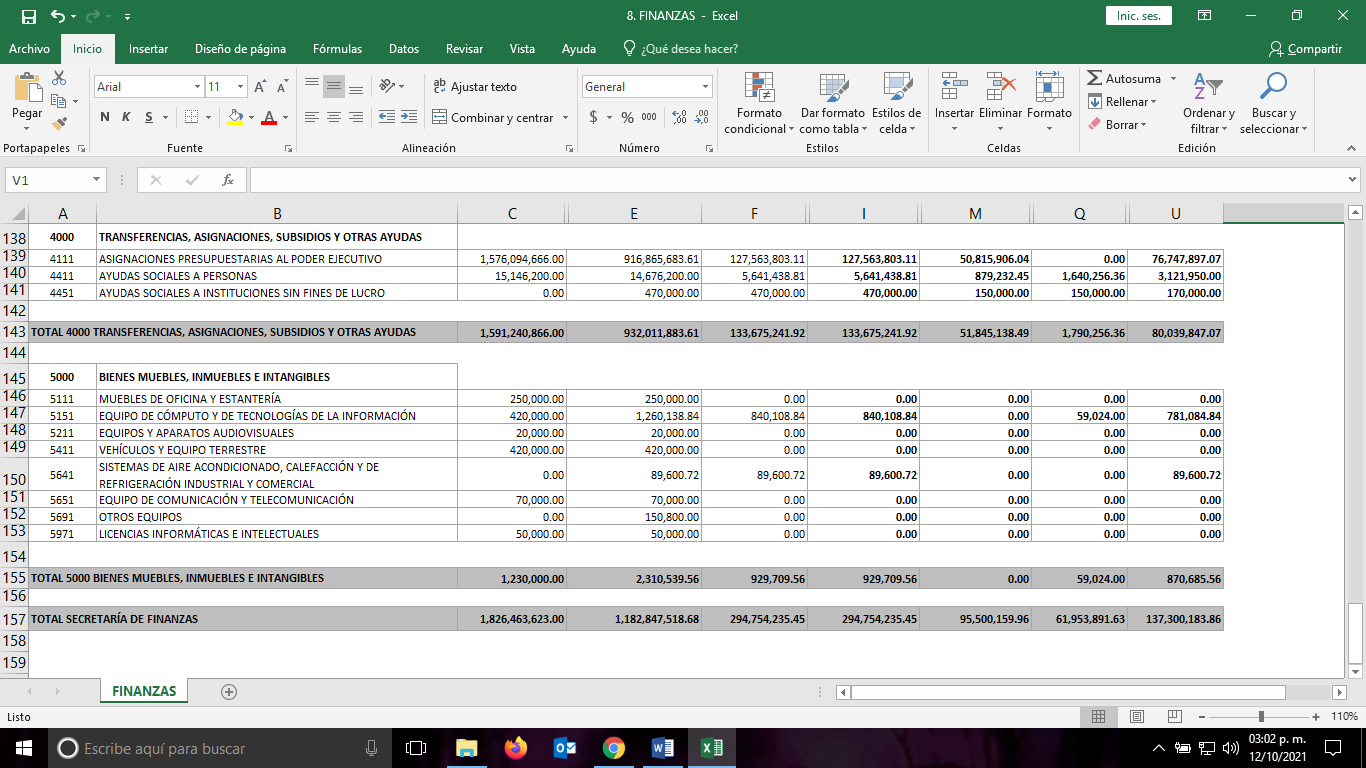 8. FINANZAS - Excel
Inic. ses.
Archivo Inicio Insertar Diseño de página Fórmulas Datos Revisar Vista Ayuda ¿Qué desea hacer? Compartir
Pegar
Arial 11
N K S
Ajustar texto
Combinar y centrar
General
$ % 000
Formato condicional
Dar formato como tabla
Estilos de celda
Insertar Eliminar Formato
Autosuma
Rellenar
Borrar
Ordenar y filtrar
Buscar y seleccionar
Portapapeles Fuente Alineación Número Estilos Celdas Edición
V1 fx
A B C E F I M Q U
138 4000 TRANSFERENCIAS, ASIGNACIONES, SUBSIDIOS Y OTRAS AYUDAS
139 4111 ASIGNACIONES PRESUPUESTARIAS AL PODER EJECUTIVO 1,576,094,666.00 916,865,683.61 127,563,803.11 127,563,803.11 50,815,906.04 0.00 76,747,897.07
140 4411 AYUDAS SOCIALES A PERSONAS 15,146,200.00 14,676,200.00 5,641,438.81 5,641,438.81 879,232.45 1,640,256.36 3,121,950.00
141 4451 AYUDAS SOCIALES A INSTITUCIONES SIN FINES DE LUCRO 0.00 470,000.00 470,000.00 470,000.00 150,000.00 150,000.00 170,000.00
142
143 TOTAL 4000 TRANSFERENCIAS, ASIGNACIONES, SUBSIDIOS Y OTRAS AYUDAS 1,591,240,866.00 932,011,883.61 133,675,241.92 133,675,241.92 51,845,138.49 1,790,256.36 80,039,847.07
144
145 5000 BIENES MUEBLES, INMUEBLES E INTANGIBLES
146 5111 MUEBLES DE OFICINA Y ESTANTERÍA 250,000.00 250,000.00 0.00 0.00 0.00 0.00 0.00
147 5151 EQUIPO DE CÓMPUTO Y DE TECNOLOGÍAS DE LA INFORMACIÓN 420,000.00 1,260,138.84 840,108.84 840,108.84 0.00 59,024.00 781,084.84
148 5211 EQUIPOS Y APARATOS AUDIOVISUALES 20,000.00 20,000.00 0.00 0.00 0.00 0.00 0.00
149 5411 VEHÍCULOS Y EQUIPO TERRESTRE 420,000.00 420,000.00 0.00 0.00 0.00 0.00 0.00
150 5641 SISTEMAS DE AIRE ACONDICIONADO, CALEFACCIÓN Y DE
REFRIGERACIÓN INDUSTRIAL Y COMERCIAL 0.00 89,600.72 89,600.72 89,600.72 0.00 0.00 89,600.72
151 5651 EQUIPO DE COMUNICACIÓN Y TELECOMUNICACIÓN 70,000.00 70,000.00 0.00 0.00 0.00 0.00 0.00
152 5691 OTROS EQUIPOS 0.00 150,800.00 0.00 0.00 0.00 0.00 0.00
153 5971 LICENCIAS INFORMÁTICAS E INTELECTUALES 50,000.00 50,000.00 0.00 0.00 0.00 0.00 0.00
154
155 TOTAL 5000 BIENES MUEBLES, INMUEBLES E INTANGIBLES 1,230,000.00 2,310,539.56 929,709.56 929,709.56 0.00 59,024.00 870,685.56
156
157 TOTAL SECRETARÍA DE FINANZAS 1,826,463,623.00 1,182,847,518.68 294,754,235.45 294,754,235.45 95,500,159.96 61,953,891.63 137,300,183.86
158
159
FINANZAS
Listo 110%
Escribe aquí para buscar
03:02 p. m.
12/10/2021